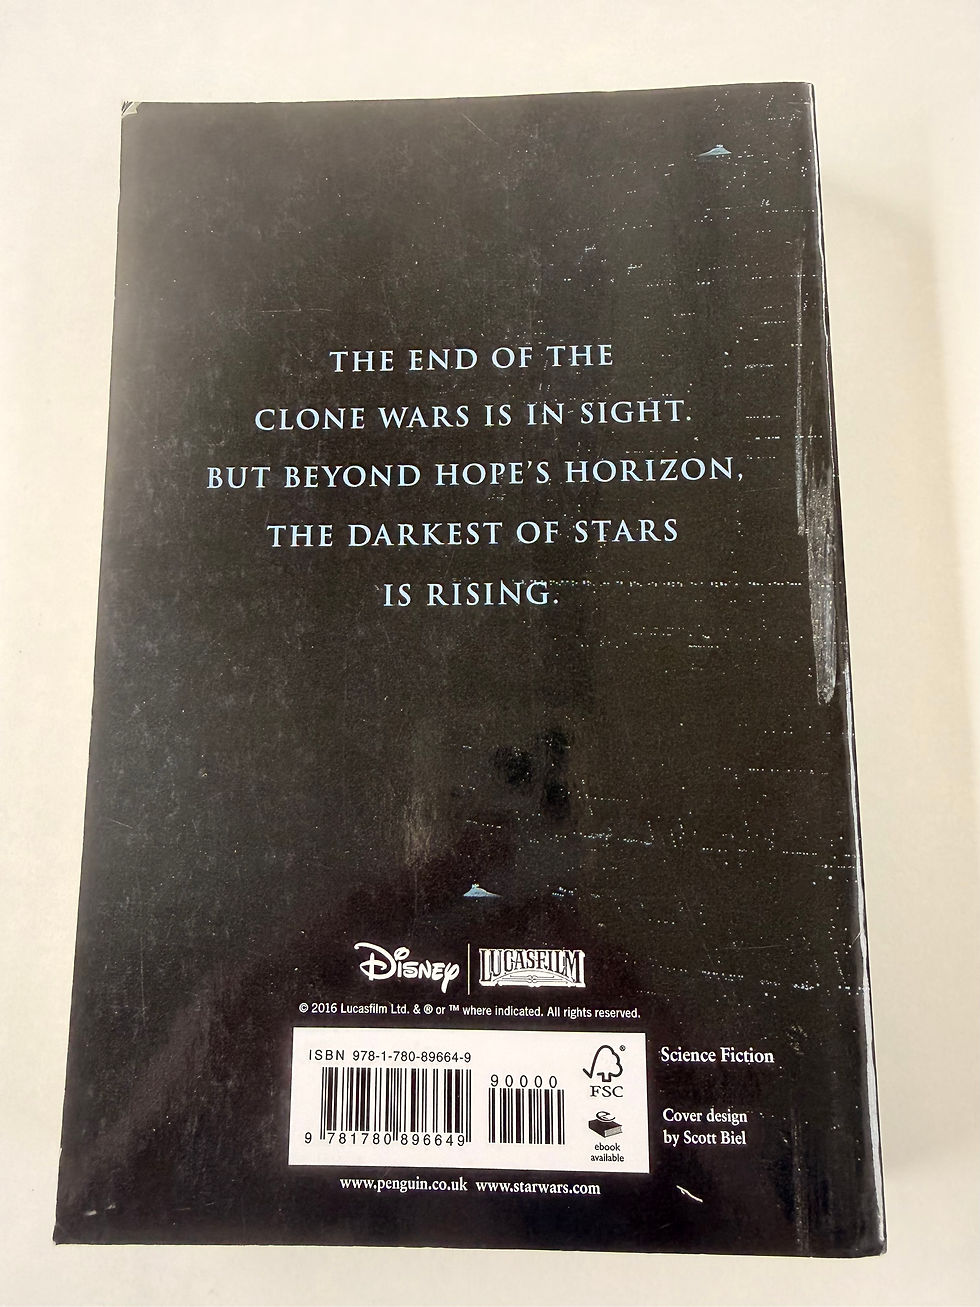 THE END OF THE
CLONE WARS IS IN SIGHT.
BUT BEYOND HOPE'S HORIZON,
THE DARKEST OF STARS
IS RISING.
DISNEY LUCASFILM
© 2016 Lucasfilm Ltd. & ® or ™ where indicated. All rights reserved.
ISBN 978-1-780-89664-9
90000
9 781780 896649
®
FSC
ebook
available
Science Fiction
Cover design
by Scott Biel
www.penguin.co.uk www.starwars.com